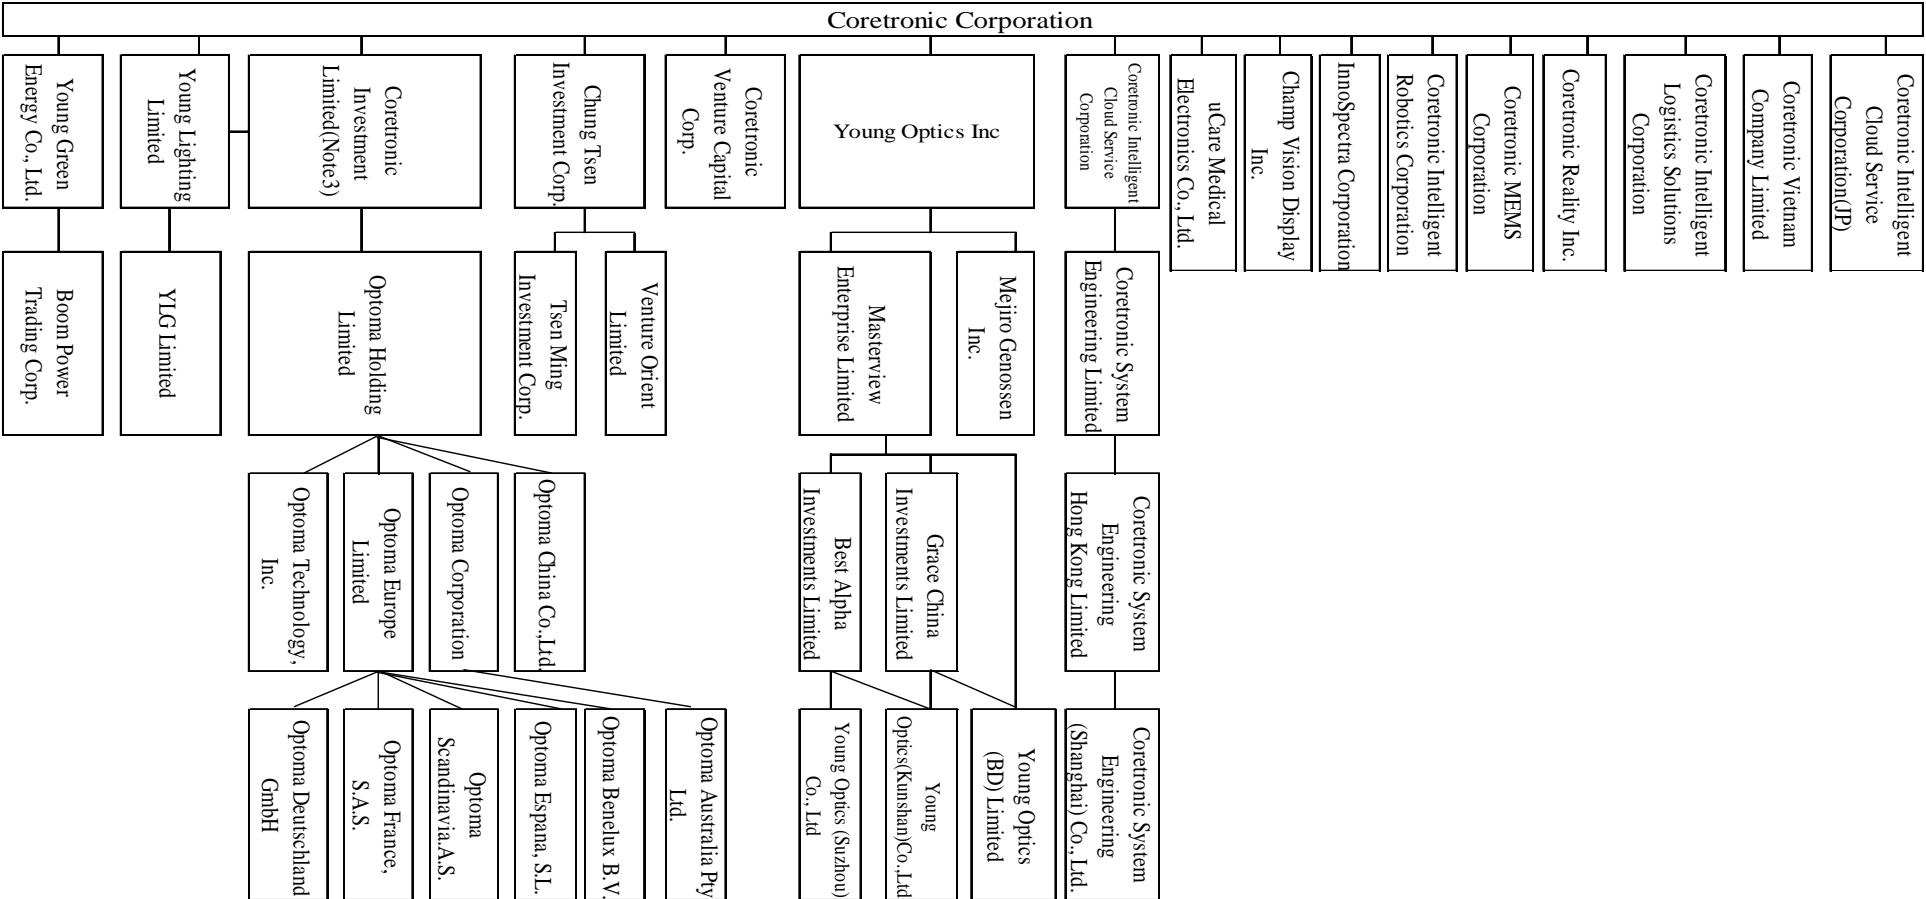 Coretronic Corporation
Young Green
Energy Co., Ltd.
Young Lighting
Limited
Coretronic
Investment
Limited(Note3)
Chung Tsen
Investment Corp.
Coretronic
Venture Capital
Corp.
Young Optics Inc
Coretronic Intelligent
Cloud Service
Corporation
uCare Medical
Electronics Co., Ltd.
Champ Vision Display
Inc.
InnoSpectra Corporation
Coretronic Intelligent
Robotics Corporation
Coretronic MEMS
Corporation
Coretronic Reality Inc.
Coretronic Intelligent
Logistics Solutions
Corporation
Coretronic Vietnam
Company Limited
Coretronic Intelligent
Cloud Service
Corporation(JP)
Boom Power
Trading Corp.
YLG Limited
Optoma Holding
Limited
Tsen Ming
Investment Corp.
Venture Orient
Limited
Masterview
Enterprise Limited
Mejiro Genossen
Inc.
Coretronic System
Engineering Limited
Optoma Technology,
Inc.
Optoma Europe
Limited
Optoma Corporation
Optoma China Co.,Ltd.
Best Alpha
Investments Limited
Grace China
Investments Limited
Coretronic System
Engineering
Hong Kong Limited
Optoma Deutschland
GmbH
Optoma France,
S.A.S.
Optoma
Scandinavia.A.S.
Optoma Espana, S.L.
Optoma Benelux B.V.
Optoma Australia Pty
Ltd.
Young Optics (Suzhou)
Co., Ltd
Young
Optics(Kunshan)Co.,Ltd
Young Optics
(BD) Limited
Coretronic System
Engineering
(Shanghai) Co., Ltd.